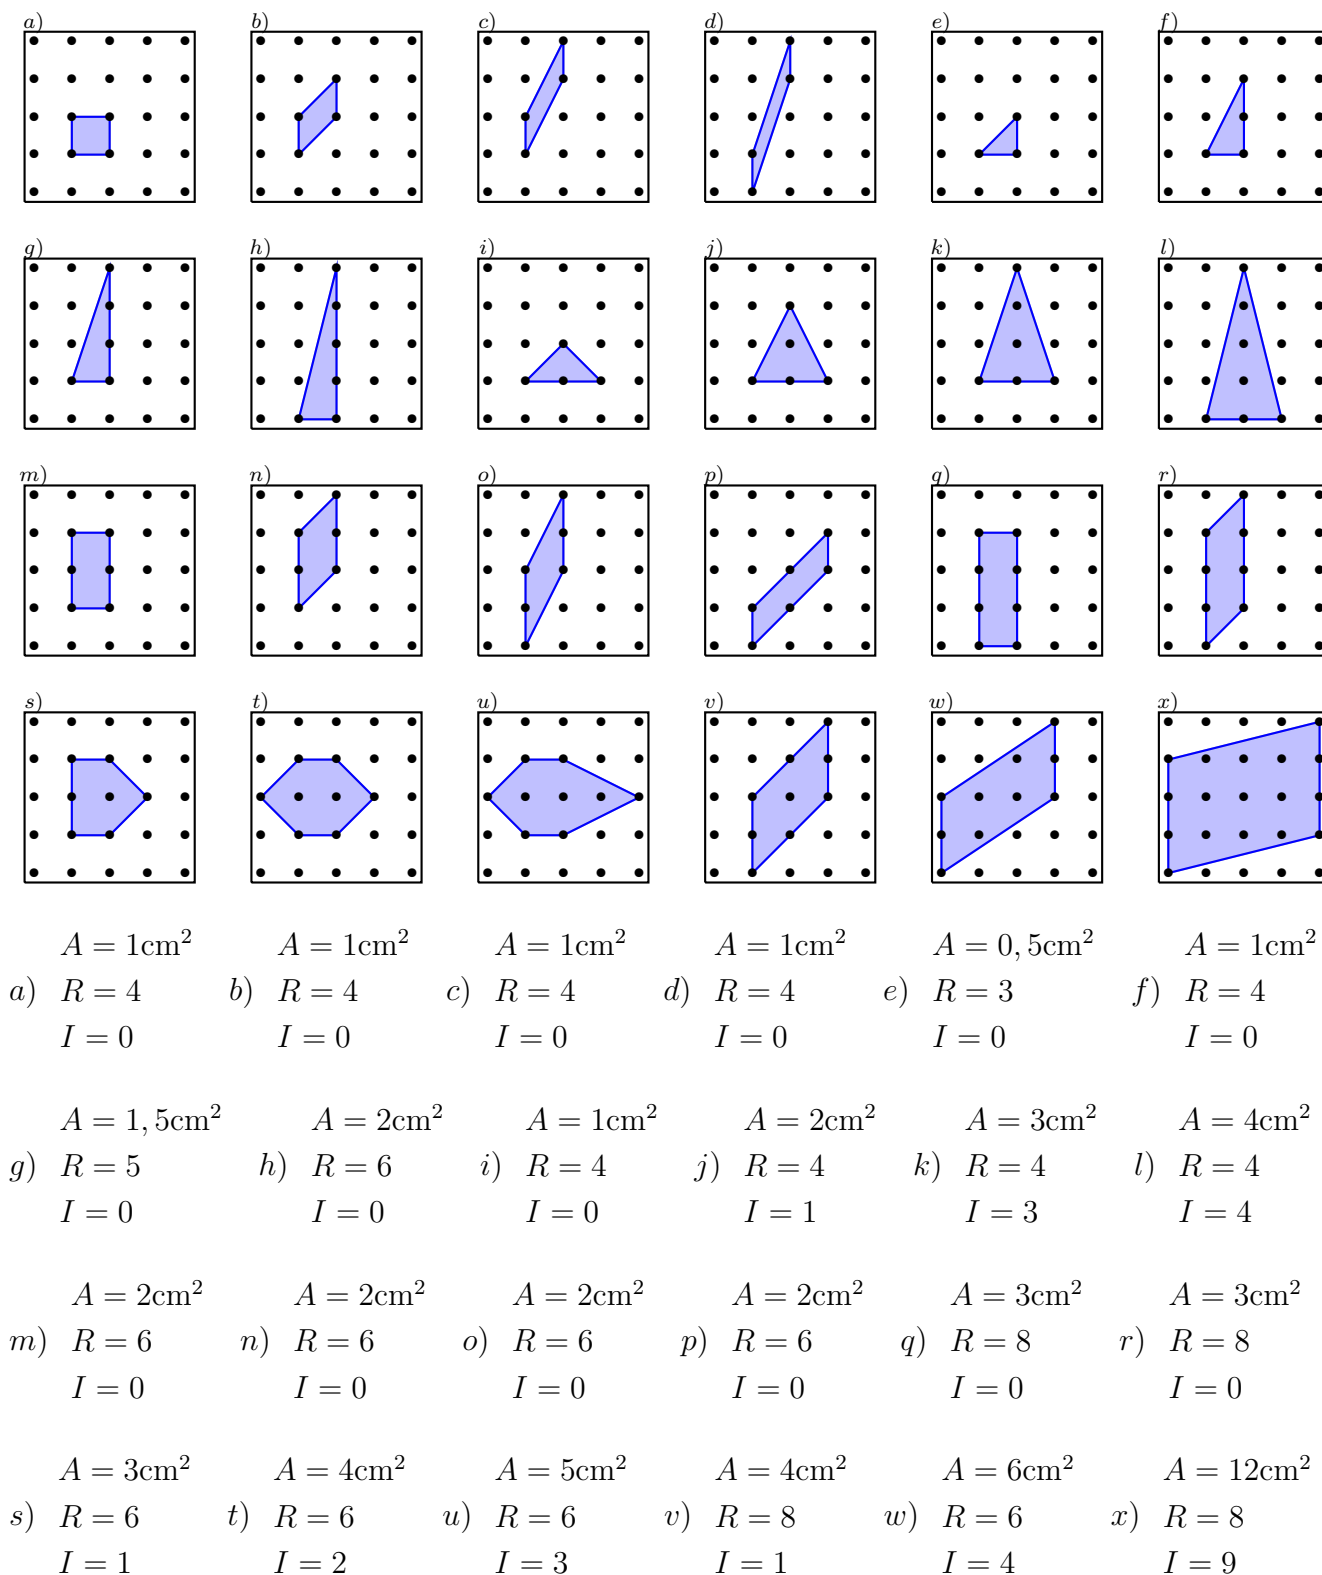 a) b) c) d) e) f)
g) h) i) j) k) l)
m) n) o) p) q) r)
s) t) u) v) w) x)
A = 1cm² A = 1cm² A = 1cm² A = 1cm² A = 0,5cm² A = 1cm²
a) R = 4 b) R = 4 c) R = 4 d) R = 4 e) R = 3 f) R = 4
I = 0 I = 0 I = 0 I = 0 I = 0 I = 0
A = 1,5cm² A = 2cm² A = 1cm² A = 2cm² A = 3cm² A = 4cm²
g) R = 5 h) R = 6 i) R = 4 j) R = 4 k) R = 4 l) R = 4
I = 0 I = 0 I = 0 I = 1 I = 3 I = 4
A = 2cm² A = 2cm² A = 2cm² A = 2cm² A = 3cm² A = 3cm²
m) R = 6 n) R = 6 o) R = 6 p) R = 6 q) R = 8 r) R = 8
I = 0 I = 0 I = 0 I = 0 I = 0 I = 0
A = 3cm² A = 4cm² A = 5cm² A = 4cm² A = 6cm² A = 12cm²
s) R = 6 t) R = 6 u) R = 6 v) R = 8 w) R = 6 x) R = 8
I = 1 I = 2 I = 3 I = 1 I = 4 I = 9